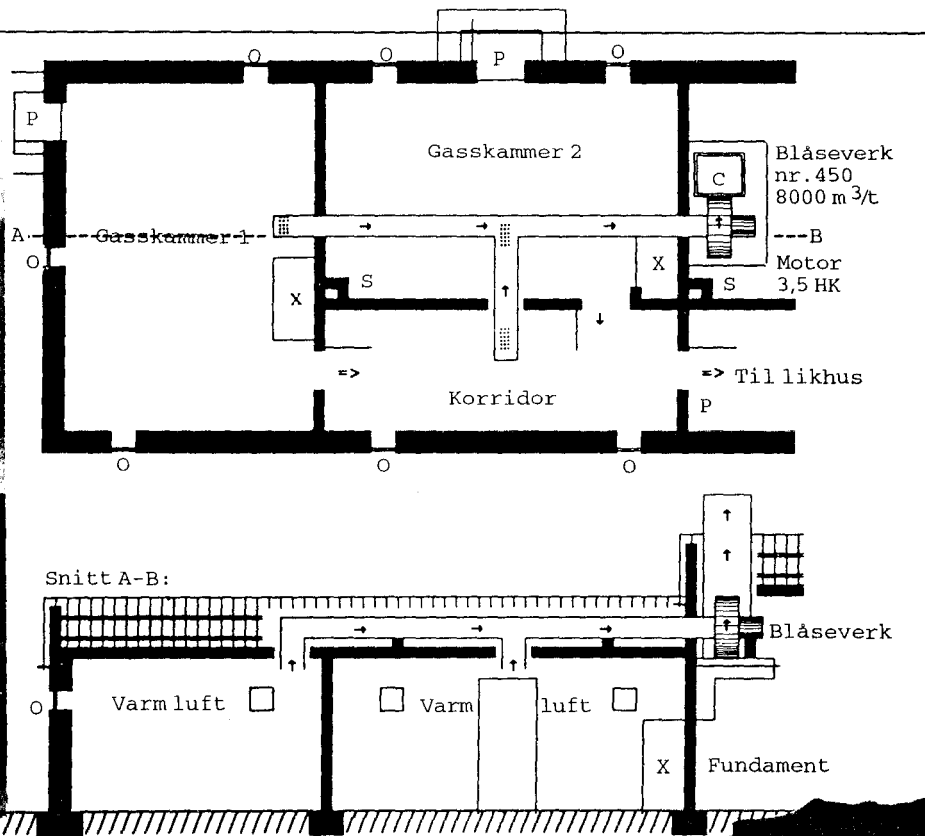 O
O
O
P
P
Gasskammer 2
Blåseverk
nr. 450
8000 m³/t
C
→ → → ↑
A
Gasskammer 1
B
O
Motor
3,5 HK
X
S
X
S
↑
↓
=>
=> Til likhus
Korridor
P
O
O
O
↑
↑
Snitt A-B:
→ → → ↑
Blåseverk
↑ ↑
O
Varm luft
Varm luft
X
Fundament